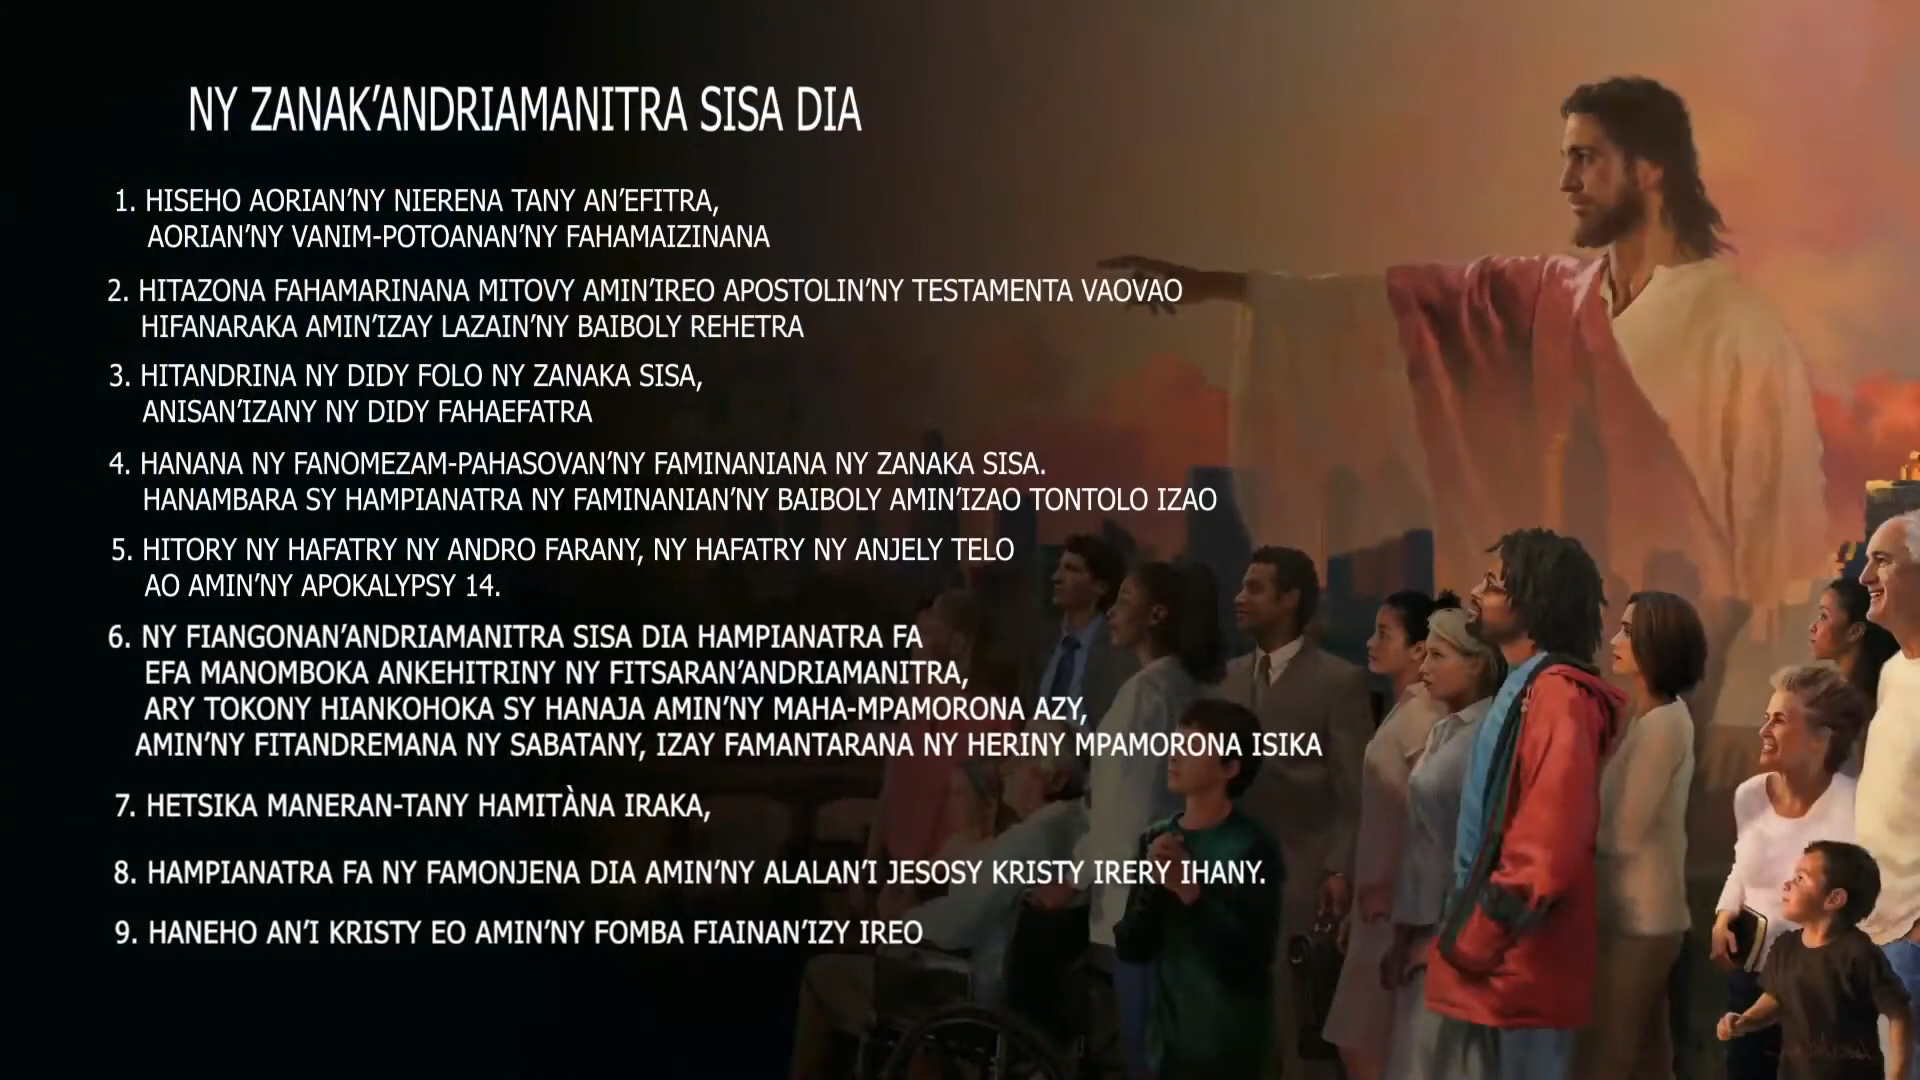 NY ZANAK’ANDRIAMANITRA SISA DIA
1. HISEHO AORIAN’NY NIERENA TANY AN’EFITRA,
AORIAN’NY VANIM-POTOANAN’NY FAHAMAIZINANA
2. HITAZONA FAHAMARINANA MITOVY AMIN’IREO APOSTOLIN’NY TESTAMENTA VAOVAO
HIFANARAKA AMIN’IZAY LAZAIN’NY BAIBOLY REHETRA
3. HITANDRINA NY DIDY FOLO NY ZANAKA SISA,
ANISAN’IZANY NY DIDY FAHAEFATRA
4. HANANA NY FANOMEZAM-PAHASOVAN’NY FAMINANIANA NY ZANAKA SISA.
HANAMBARA SY HAMPIANATRA NY FAMINANIAN’NY BAIBOLY AMIN’IZAO TONTOLO IZAO
5. HITORY NY HAFATRY NY ANDRO FARANY, NY HAFATRY NY ANJELY TELO
AO AMIN’NY APOKALYPSY 14.
6. NY FIANGONAN’ANDRIAMANITRA SISA DIA HAMPIANATRA FA
EFA MANOMBOKA ANKEHITRINY NY FITSARAN’ANDRIAMANITRA,
ARY TOKONY HIANKOHOKA SY HANAJA AMIN’NY MAHA-MPAMORONA AZY,
AMIN’NY FITANDREMANA NY SABATANY, IZAY FAMANTARANA NY HERINY MPAMORONA ISIKA
7. HETSIKA MANERAN-TANY HAMITÀNA IRAKA,
8. HAMPIANATRA FA NY FAMONJENA DIA AMIN’NY ALALAN’I JESOSY KRISTY IRERY IHANY.
9. HANEHO AN’I KRISTY EO AMIN’NY FOMBA FIAINAN’IZY IREO